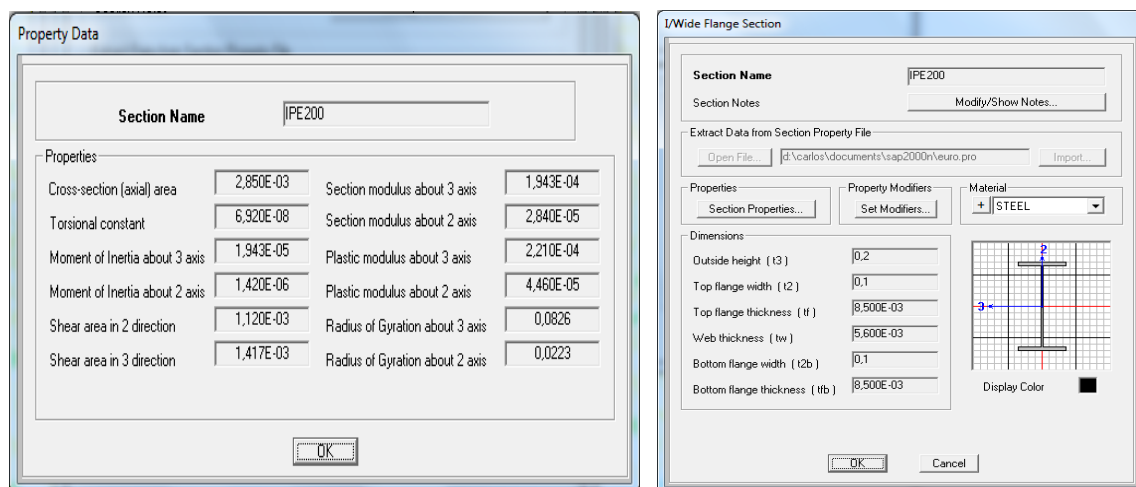 Property Data
Section Name IPE200
Properties
Cross-section (axial) area 2,850E-03 Section modulus about 3 axis 1,943E-04
Torsional constant 6,920E-08 Section modulus about 2 axis 2,840E-05
Moment of Inertia about 3 axis 1,943E-05 Plastic modulus about 3 axis 2,210E-04
Moment of Inertia about 2 axis 1,420E-06 Plastic modulus about 2 axis 4,460E-05
Shear area in 2 direction 1,120E-03 Radius of Gyration about 3 axis 0,0826
Shear area in 3 direction 1,417E-03 Radius of Gyration about 2 axis 0,0223
OK
I/Wide Flange Section
Section Name IPE200
Section Notes Modify/Show Notes...
Extract Data from Section Property File
Open File... d:\carlos\documents\sap2000n\euro.pro Import...
Properties Property Modifiers Material
Section Properties... Set Modifiers... + STEEL
Dimensions
Outside height ( t3 ) 0,2
Top flange width ( t2 ) 0,1
Top flange thickness ( tf ) 8,500E-03
Web thickness ( tw ) 5,600E-03
Bottom flange width ( t2b ) 0,1
Bottom flange thickness ( tfb ) 8,500E-03
2
3
Display Color
OK Cancel